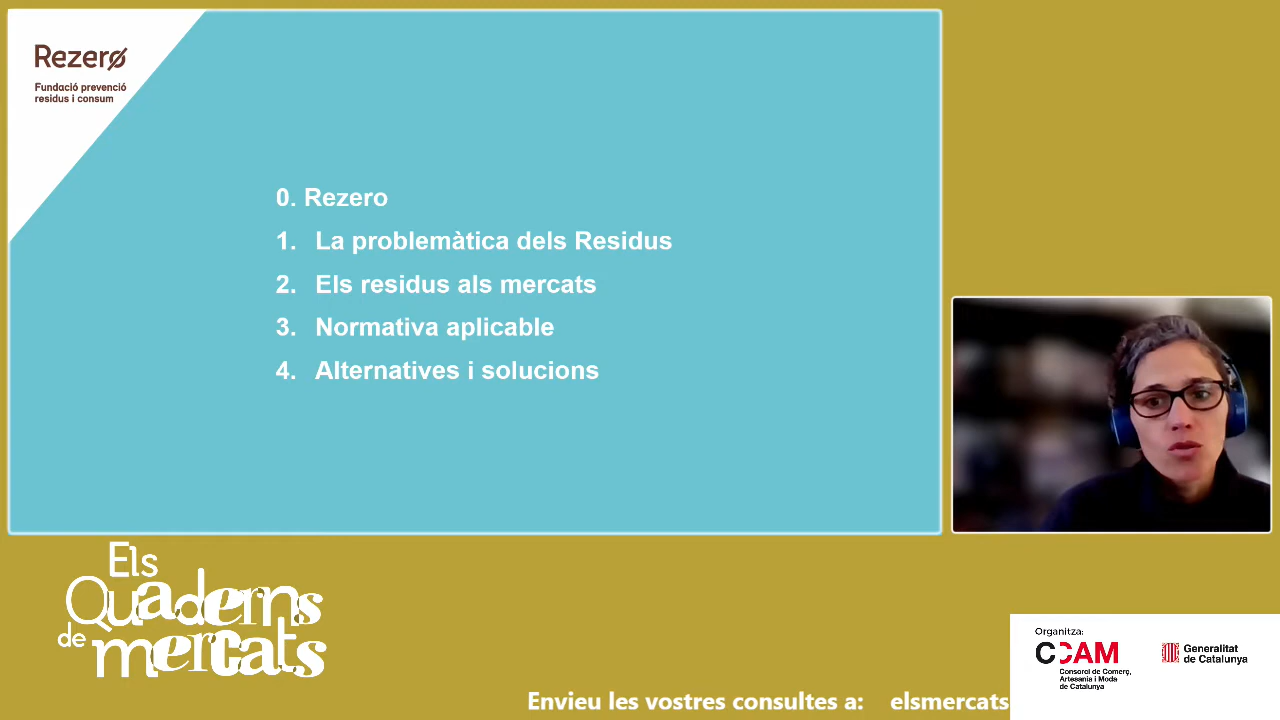 Rezero
Fundació prevenció
residus i consum
0. Rezero
1. La problemàtica dels Residus
2. Els residus als mercats
3. Normativa aplicable
4. Alternatives i solucions
Els
Quaderns
de mercats
Organitza:
CCAM
Consorci de Comerç,
Artesania i Moda
de Catalunya
Generalitat
de Catalunya
Envieu les vostres consultes a: elsmercats